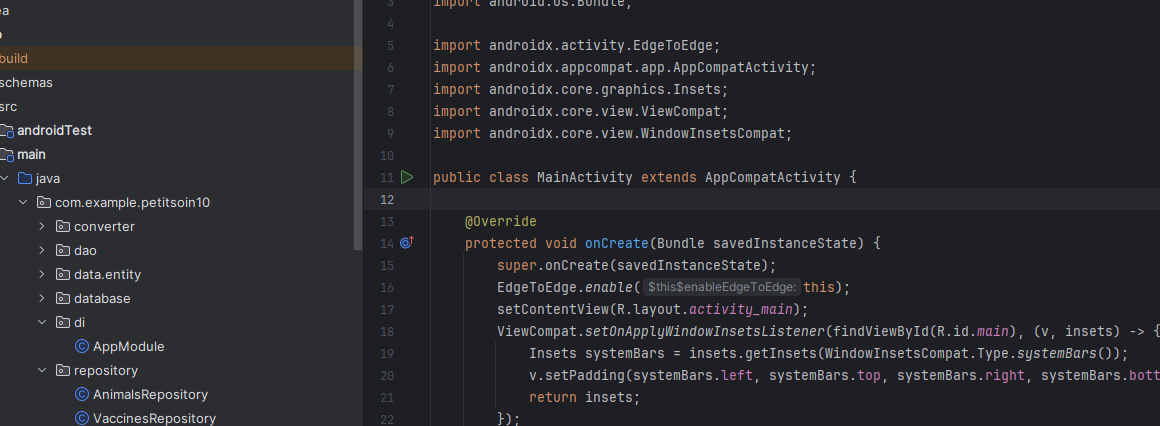 ea
build
schemas
src
androidTest
main
java
com.example.petitsoin10
converter
dao
data.entity
database
di
AppModule
repository
AnimalsRepository
VaccinesRepository
3 import android.os.Bundle;
4
5 import androidx.activity.EdgeToEdge;
6 import androidx.appcompat.app.AppCompatActivity;
7 import androidx.core.graphics.Insets;
8 import androidx.core.view.ViewCompat;
9 import androidx.core.view.WindowInsetsCompat;
10
11 public class MainActivity extends AppCompatActivity {
12
13 @Override
14 protected void onCreate(Bundle savedInstanceState) {
15 super.onCreate(savedInstanceState);
16 EdgeToEdge.enable( $this$enableEdgeToEdge: this);
17 setContentView(R.layout.activity_main);
18 ViewCompat.setOnApplyWindowInsetsListener(findViewById(R.id.main), (v, insets) -> {
19 Insets systemBars = insets.getInsets(WindowInsetsCompat.Type.systemBars());
20 v.setPadding(systemBars.left, systemBars.top, systemBars.right, systemBars.bott
21 return insets;
22 });